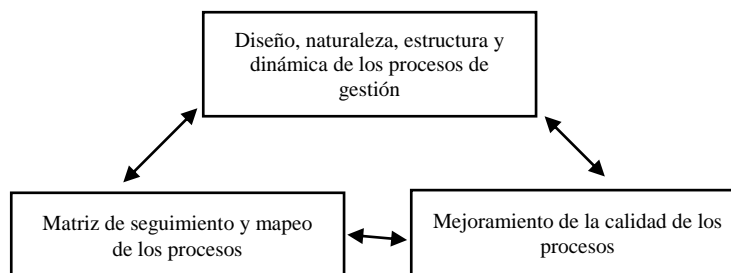 Diseño, naturaleza, estructura y
dinámica de los procesos de
gestión
Matriz de seguimiento y mapeo
de los procesos
Mejoramiento de la calidad de los
procesos